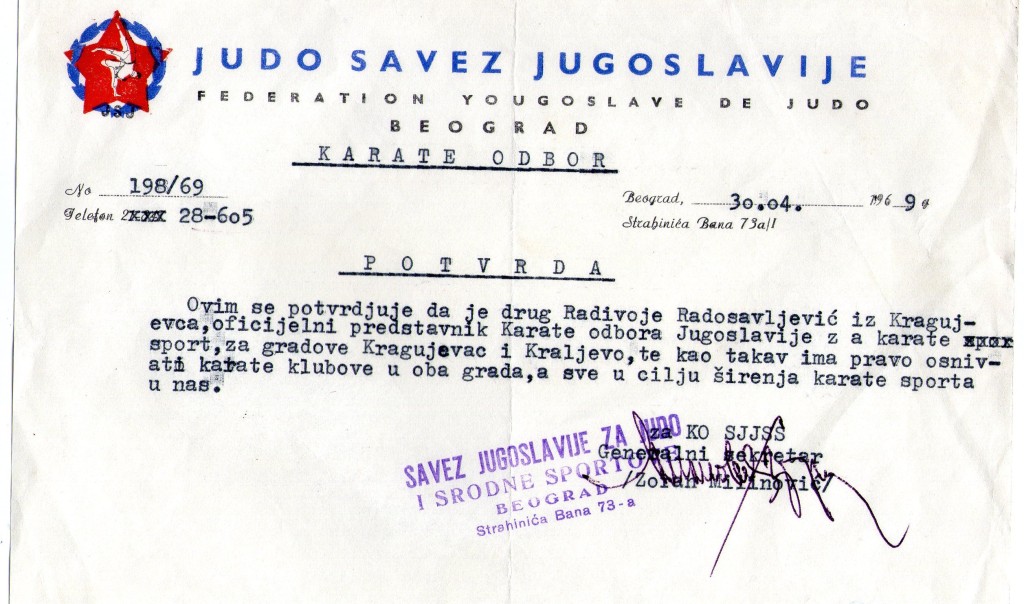 JSJ
JUDO SAVEZ JUGOSLAVIJE
FEDERATION YOUGOSLAVE DE JUDO
BEOGRAD
KARATE ODBOR
No 198/69
Telefon 28-605
Beograd, 30.04. 1969
Strahinića Bana 73a/I
POTVRDA
Ovim se potvrdjuje da je drug Radivoje Radosavljević iz Kraguj-
evca,oficijelni predstavnik Karate odbora Jugoslavije z a karate
sport,za gradove Kragujevac i Kraljevo,te kao takav ima pravo osniv-
ati karate klubove u oba grada,a sve u cilju širenja karate sporta
u nas.
za KO SJJSS
Generalni sekretar
Zoran Milinović/
SAVEZ JUGOSLAVIJE ZA JUDO
I SRODNE SPORTOVE
BEOGRAD
Strahinića Bana 73-a